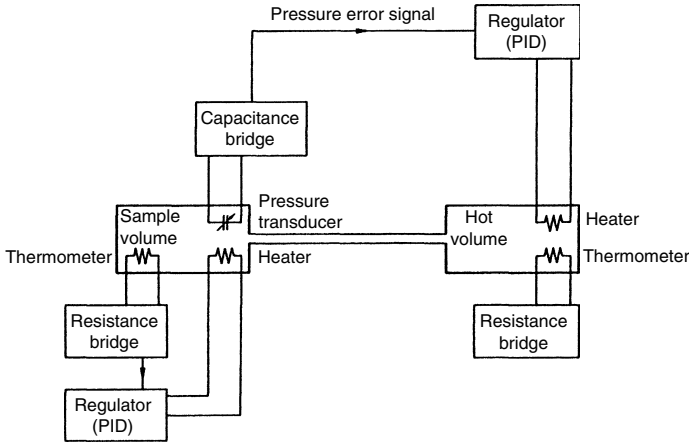 Pressure error signal
Regulator
(PID)
Capacitance
bridge
Sample
volume
Pressure
transducer
Hot
volume
Heater
Thermometer
Heater
Thermometer
Resistance
bridge
Resistance
bridge
Regulator
(PID)